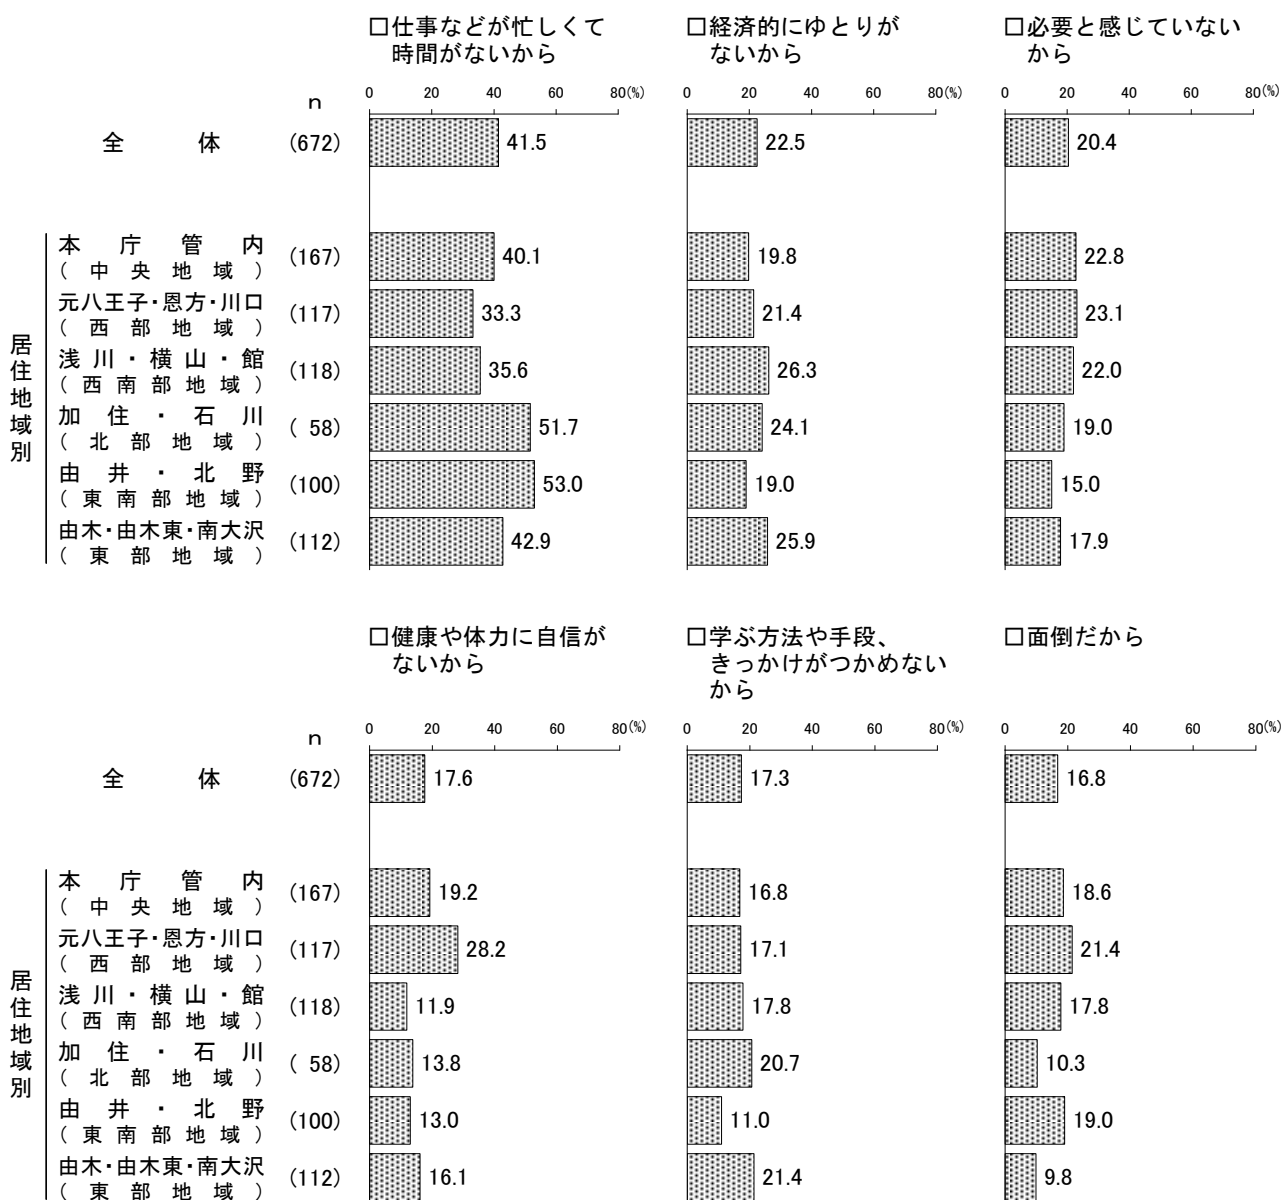 □仕事などが忙しくて
時間がないから
□経済的にゆとりが
ないから
□必要と感じていない
から
n
0 20 40 60 80(%)
0 20 40 60 80(%)
0 20 40 60 80(%)
全体 (672) 41.5 22.5 20.4
居住地域別
本庁管内
(中央地域) (167) 40.1 19.8 22.8
元八王子・恩方・川口
(西部地域) (117) 33.3 21.4 23.1
浅川・横山・館
(西南部地域) (118) 35.6 26.3 22.0
加住・石川
(北部地域) ( 58) 51.7 24.1 19.0
由井・北野
(東南部地域) (100) 53.0 19.0 15.0
由木・由木東・南大沢
(東部地域) (112) 42.9 25.9 17.9
□健康や体力に自信が
ないから
□学ぶ方法や手段、
きっかけがつかめない
から
□面倒だから
n
0 20 40 60 80(%)
0 20 40 60 80(%)
0 20 40 60 80(%)
全体 (672) 17.6 17.3 16.8
居住地域別
本庁管内
(中央地域) (167) 19.2 16.8 18.6
元八王子・恩方・川口
(西部地域) (117) 28.2 17.1 21.4
浅川・横山・館
(西南部地域) (118) 11.9 17.8 17.8
加住・石川
(北部地域) ( 58) 13.8 20.7 10.3
由井・北野
(東南部地域) (100) 13.0 11.0 19.0
由木・由木東・南大沢
(東部地域) (112) 16.1 21.4 9.8